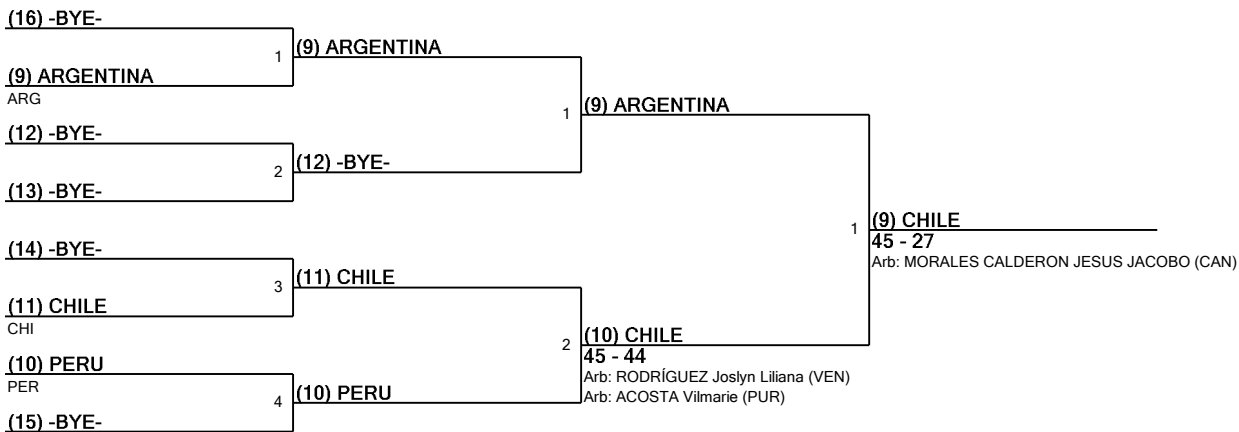 (16) -BYE-
1
(9) ARGENTINA
(9) ARGENTINA
ARG
1
(9) ARGENTINA
(12) -BYE-
2
(12) -BYE-
(13) -BYE-
1
(9) CHILE
45 - 27
Arb: MORALES CALDERON JESUS JACOBO (CAN)
(14) -BYE-
3
(11) CHILE
(11) CHILE
CHI
2
(10) CHILE
45 - 44
Arb: RODRÍGUEZ Joslyn Liliana (VEN)
Arb: ACOSTA Vilmarie (PUR)
(10) PERU
PER
4
(10) PERU
(15) -BYE-